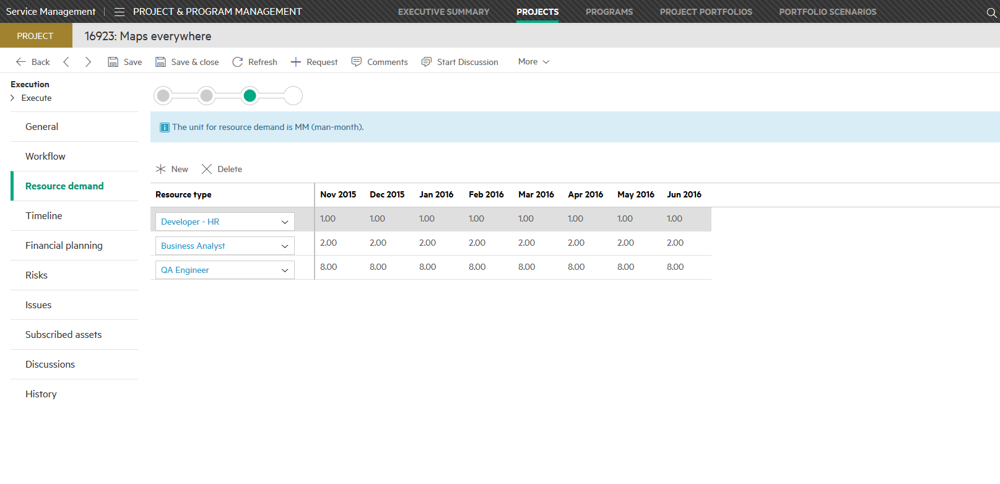 Service Management | PROJECT & PROGRAM MANAGEMENT EXECUTIVE SUMMARY PROJECTS PROGRAMS PROJECT PORTFOLIOS PORTFOLIO SCENARIOS
PROJECT 16923: Maps everywhere
Back Save Save & close Refresh Request Comments Start Discussion More
Execution
Execute
General
Workflow
Resource demand
Timeline
Financial planning
Risks
Issues
Subscribed assets
Discussions
History
The unit for resource demand is MM (man-month).
New Delete
Resource type Nov 2015 Dec 2015 Jan 2016 Feb 2016 Mar 2016 Apr 2016 May 2016 Jun 2016
Developer - HR 1.00 1.00 1.00 1.00 1.00 1.00 1.00 1.00
Business Analyst 2.00 2.00 2.00 2.00 2.00 2.00 2.00 2.00
QA Engineer 8.00 8.00 8.00 8.00 8.00 8.00 8.00 8.00